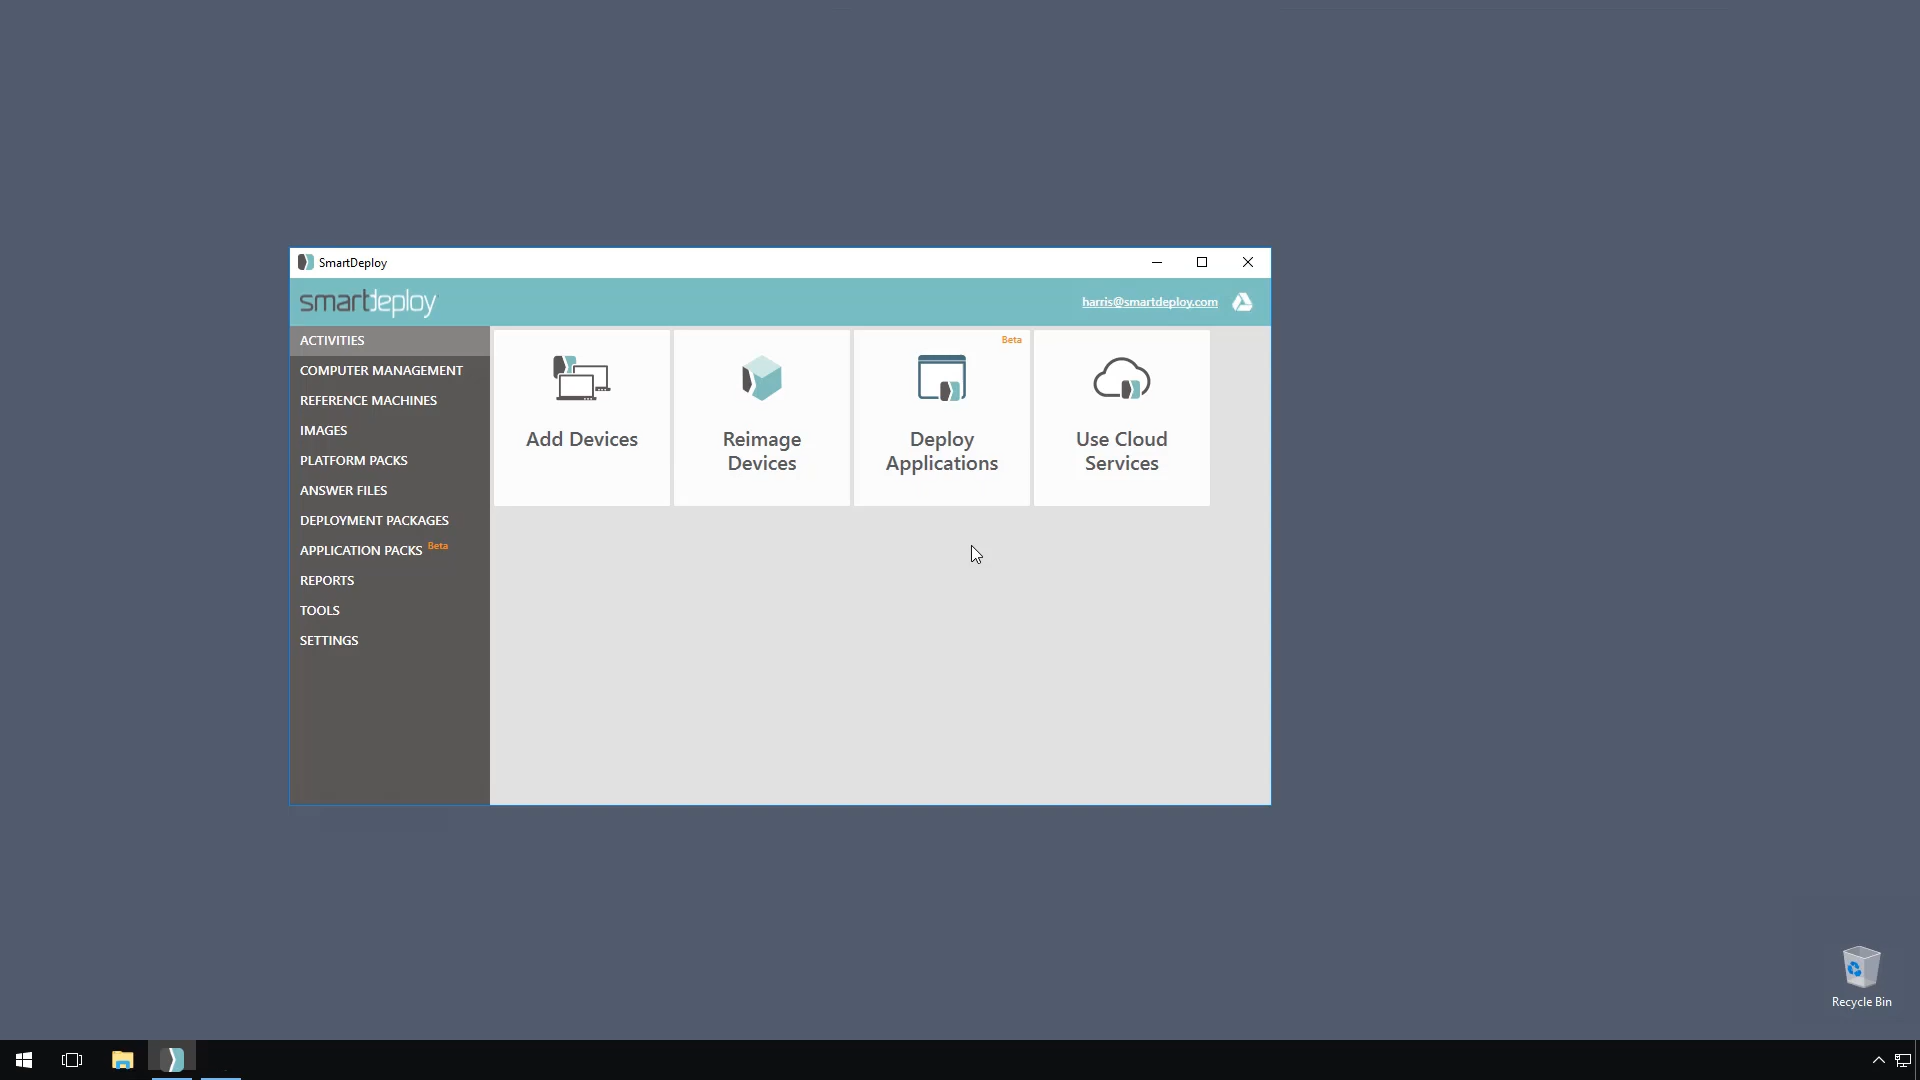 SmartDeploy
smartdeploy
harris@smartdeploy.com
ACTIVITIES
COMPUTER MANAGEMENT
REFERENCE MACHINES
IMAGES
PLATFORM PACKS
ANSWER FILES
DEPLOYMENT PACKAGES
APPLICATION PACKS Beta
REPORTS
TOOLS
SETTINGS
Add Devices
Reimage
Devices
Beta
Deploy
Applications
Use Cloud
Services
Recycle Bin